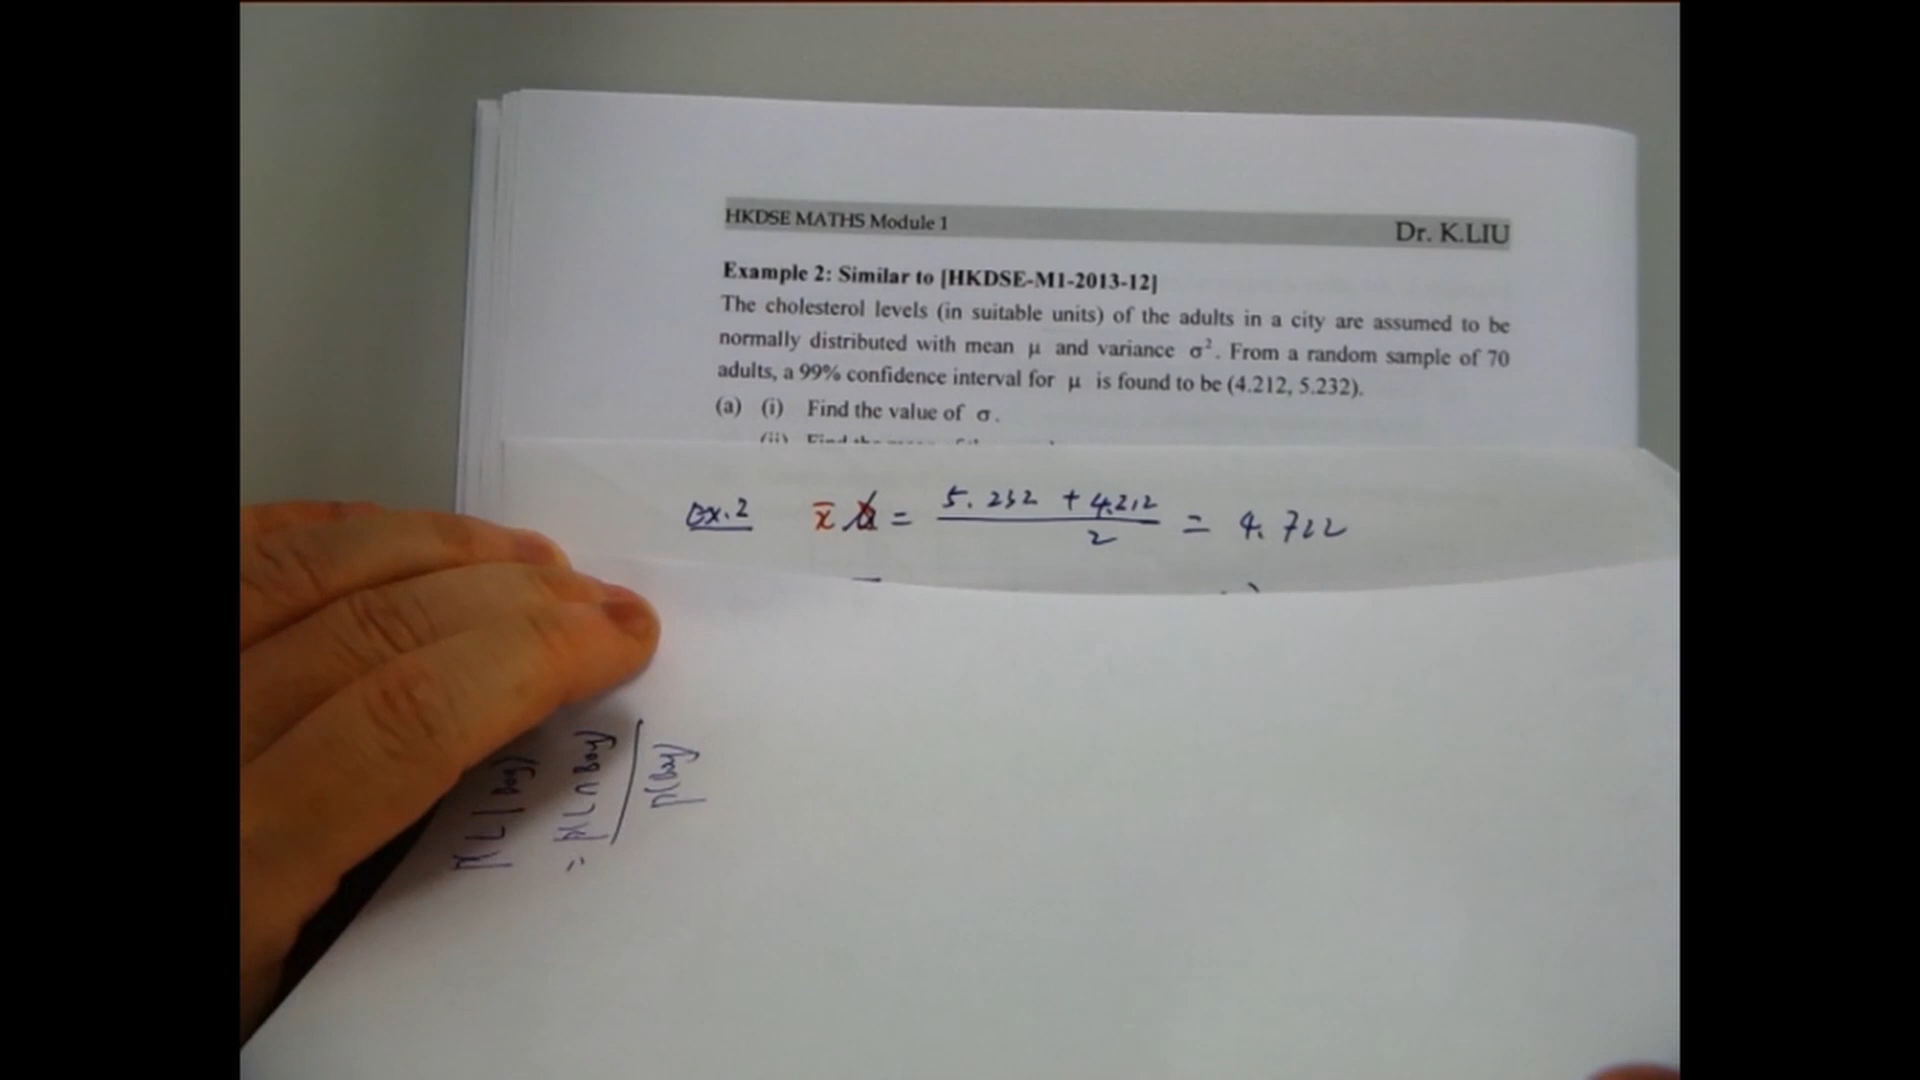 HKDSE MATHS Module 1 Dr. K.LIU
Example 2: Similar to [HKDSE-M1-2013-12]
The cholesterol levels (in suitable units) of the adults in a city are assumed to be
normally distributed with mean μ and variance σ². From a random sample of 70
adults, a 99% confidence interval for μ is found to be (4.212, 5.232).
(a) (i) Find the value of σ.
(ii) Find the
ex.2 x̄ = 5.232 + 4.212 / 2 = 4.722